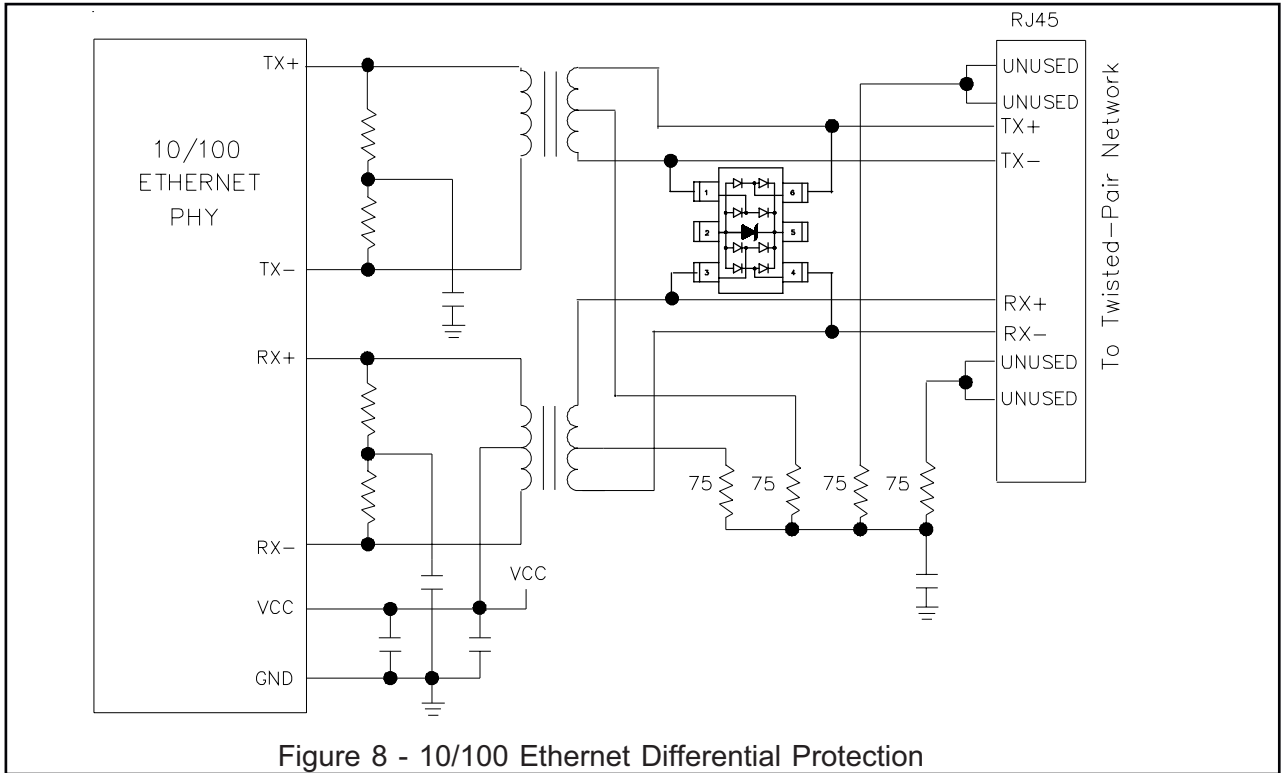 RJ45
10/100
ETHERNET
PHY
TX+
TX-
RX+
RX-
VCC
GND
VCC
1
2
3
6
5
4
UNUSED
UNUSED
TX+
TX-
RX+
RX-
UNUSED
UNUSED
To Twisted-Pair Network
75
75
75
75
Figure 8 - 10/100 Ethernet Differential Protection